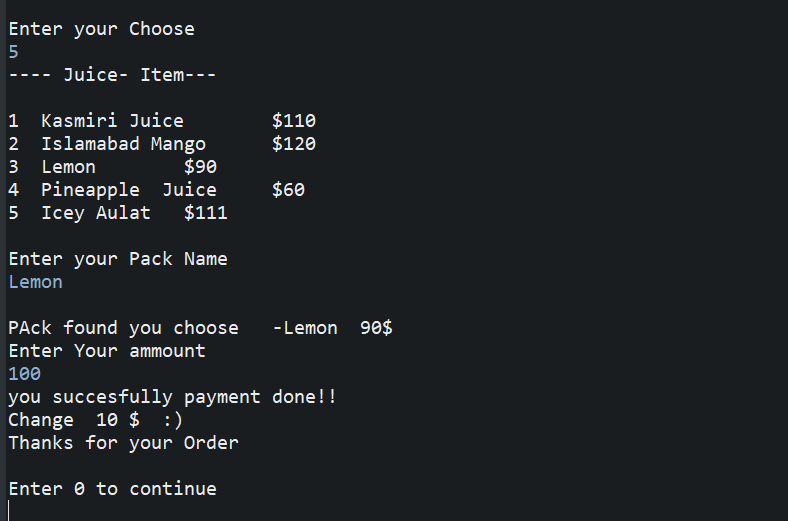 Enter your Choose
5
---- Juice- Item---
1 Kasmiri Juice $110
2 Islamabad Mango $120
3 Lemon $90
4 Pineapple Juice $60
5 Icey Aulat $111
Enter your Pack Name
Lemon
PAck found you choose -Lemon 90$
Enter Your ammount
100
you succesfully payment done!!
Change 10 $ :)
Thanks for your Order
Enter 0 to continue